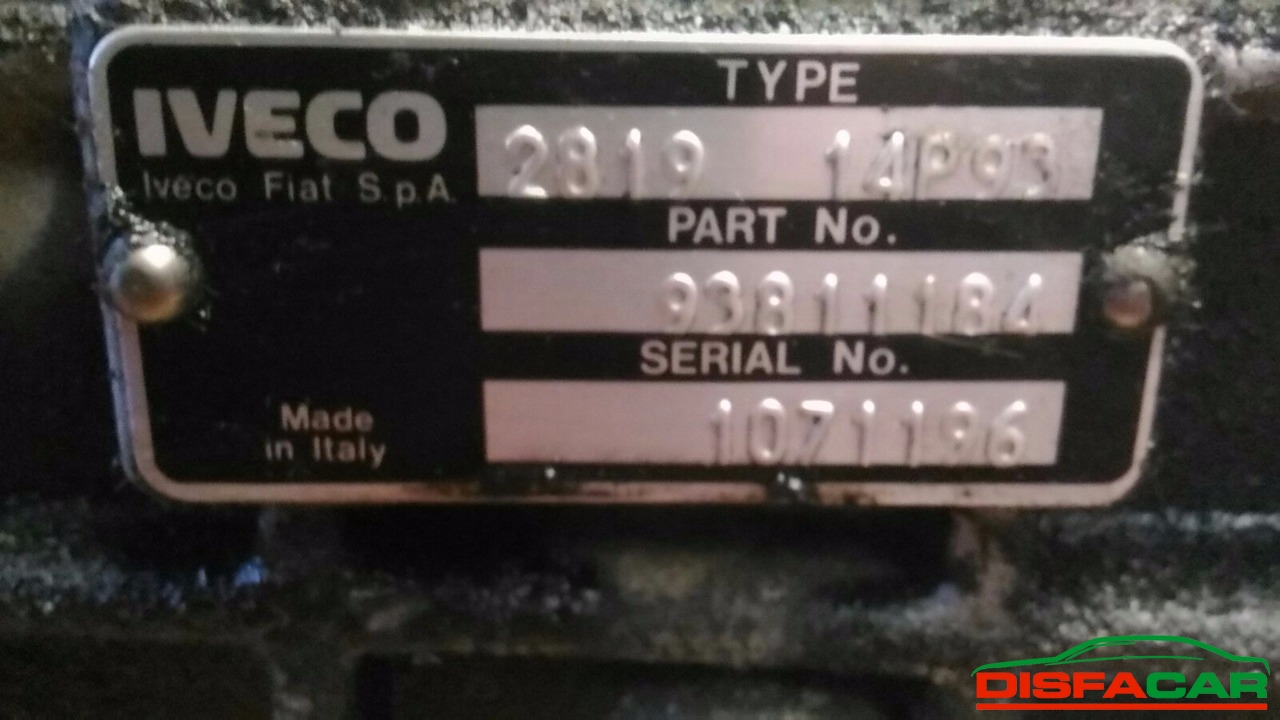 IVECO
Iveco Fiat S.p.A.
TYPE
2819 14P93
PART No.
93811184
SERIAL No.
1071196
Made
in Italy
DISFACAR